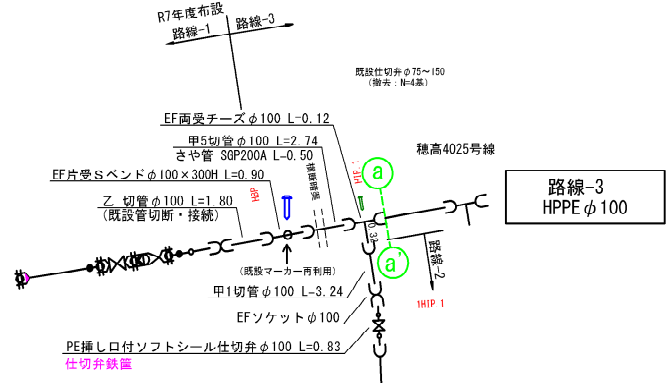 R7年度布設
路線-1
路線-3
既設仕切弁φ75～150
(撤去：N=4基)
EF両受チーズφ100 L-0.12
甲5切管φ100 L=2.74
さや管 SGP200A L-0.50
穂高4025号線
a
EF片受Sベンドφ100×300H L=0.90
路線-3
HPPEφ100
乙 切管φ100 L=1.80
(既設管切断・接続)
0.32
a'
路線-2
(既設マーカー再利用)
甲1切管φ100 L-3.24
1HIP 1
EFソケットφ100
PE挿し口付ソフトシール仕切弁φ100 L=0.83
仕切弁鉄蓋